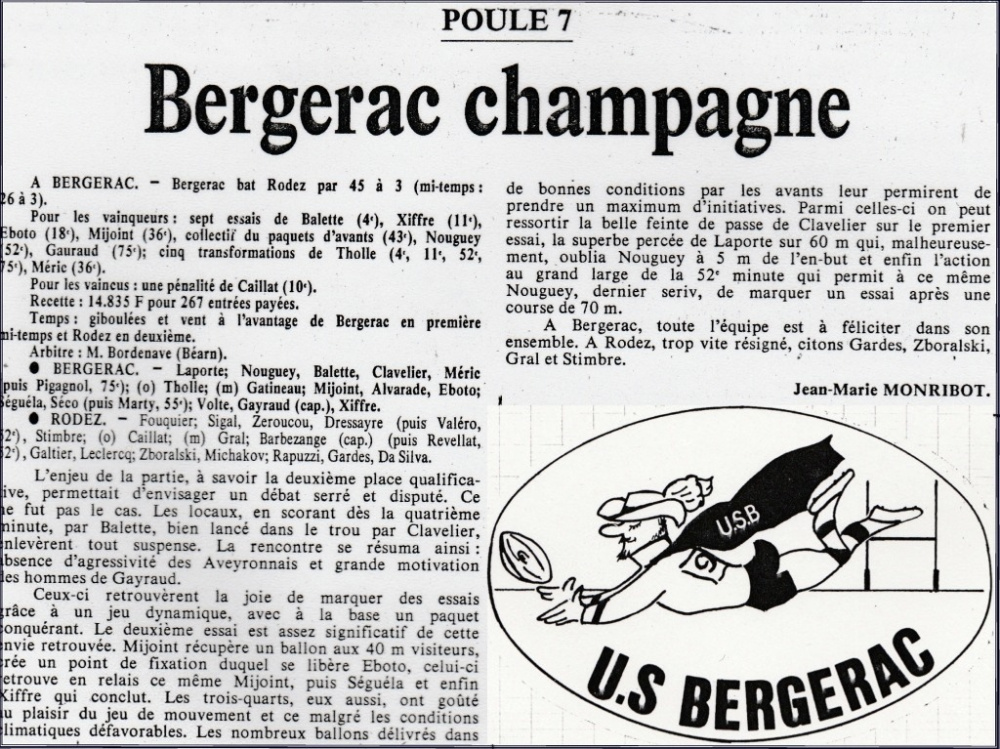 POULE 7
Bergerac champagne
A BERGERAC. — Bergerac bat Rodez par 45 à 3 (mi-temps :
26 à 3).
Pour les vainqueurs : sept essais de Balette (4ᵉ), Xiffre (11ᵉ),
Eboto (18ᵉ), Mijoint (36ᵉ), collectif du paquets d'avants (43ᵉ), Nouguey
(52ᵉ), Gauraud (75ᵉ); cinq transformations de Tholle (4ᵉ, 11ᵉ, 52ᵉ,
75ᵉ), Méric (36ᵉ).
Pour les vaincus : une pénalité de Caillat (10ᵉ).
Recette : 14.835 F pour 267 entrées payées.
Temps : giboulées et vent à l'avantage de Bergerac en première
mi-temps et Rodez en deuxième.
Arbitre : M. Bordenave (Béarn).
● BERGERAC. — Laporte; Nouguey, Balette, Clavelier, Méric
(puis Pigagnol, 75ᵉ); (o) Tholle; (m) Gatineau; Mijoint, Alvarade, Eboto;
Séguéla, Séco (puis Marty, 55ᵉ); Volte, Gayraud (cap.), Xiffre.
● RODEZ. — Fouquier; Sigal, Zeroucou, Dressayre (puis Valéro,
2ᵉ), Stimbre; (o) Caillat; (m) Gral; Barbezange (cap.) (puis Revellat,
2ᵉ), Galtier, Leclercq; Zboralski, Michakov; Rapuzzi, Gardes, Da Silva.
L'enjeu de la partie, à savoir la deuxième place qualifica-
ive, permettait d'envisager un débat serré et disputé. Ce
ne fut pas le cas. Les locaux, en scorant dès la quatrième
minute, par Balette, bien lancé dans le trou par Clavelier,
enlevèrent tout suspense. La rencontre se résuma ainsi :
absence d'agressivité des Aveyronnais et grande motivation
des hommes de Gayraud.
Ceux-ci retrouvèrent la joie de marquer des essais
grâce à un jeu dynamique, avec à la base un paquet
conquérant. Le deuxième essai est assez significatif de cette
envie retrouvée. Mijoint récupère un ballon aux 40 m visiteurs,
crée un point de fixation duquel se libère Eboto, celui-ci
retrouve en relais ce même Mijoint, puis Séguéla et enfin
Xiffre qui conclut. Les trois-quarts, eux aussi, ont goûté
au plaisir du jeu de mouvement et ce malgré les conditions
climatiques défavorables. Les nombreux ballons délivrés dans
de bonnes conditions par les avants leur permirent de
prendre un maximum d'initiatives. Parmi celles-ci on peut
ressortir la belle feinte de passe de Clavelier sur le premier
essai, la superbe percée de Laporte sur 60 m qui, malheureuse-
ment, oublia Nouguey à 5 m de l'en-but et enfin l'action
au grand large de la 52ᵉ minute qui permit à ce même
Nouguey, dernier seriv, de marquer un essai après une
course de 70 m.
A Bergerac, toute l'équipe est à féliciter dans son
ensemble. A Rodez, trop vite résigné, citons Gardes, Zboralski,
Gral et Stimbre.
Jean-Marie MONRIBOT.
U.S.B
9
U.S BERGERAC